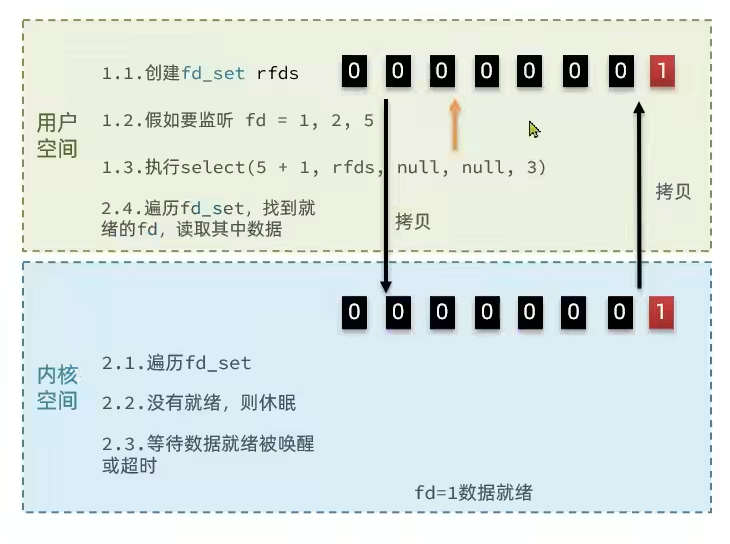 0 0 0 0 0 0 0 1
1.1.创建fd_set rfds
用户
空间
1.2.假如要监听 fd = 1, 2, 5
1.3.执行select(5 + 1, rfds, null, null, 3)
2.4.遍历fd_set，找到就
绪的fd，读取其中数据
拷贝
拷贝
0 0 0 0 0 0 0 1
内核
空间
2.1.遍历fd_set
2.2.没有就绪，则休眠
2.3.等待数据就绪被唤醒
或超时
fd=1数据就绪